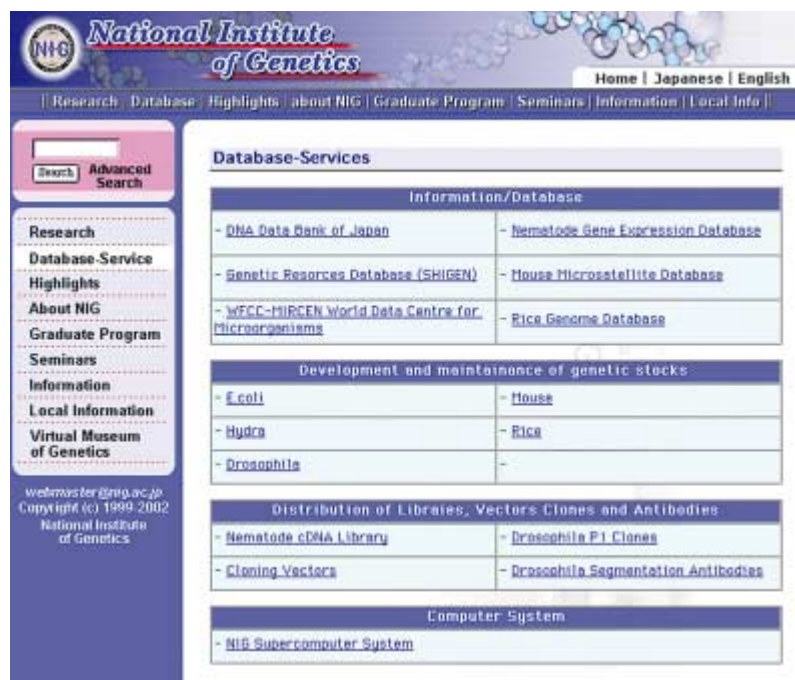 NIG
National Institute
of Genetics
Home | Japanese | English
|| Research | Database | Highlights | about NIG | Graduate Program | Seminars | Information | Local Info ||
Search
Advanced
Search
Research
Database-Service
Highlights
About NIG
Graduate Program
Seminars
Information
Local Information
Virtual Museum
of Genetics
webmaster@nig.ac.jp
Copyright (c) 1999-2002
National Institute
of Genetics
Database-Services
Information/Database
- DNA Data Bank of Japan
- Nematode Gene Expression Database
- Genetic Resorces Database (SHIGEN)
- Mouse Microsatellite Database
- WFCC-MIRCEN World Data Centre for
Microorganisms
- Rice Genome Database
Development and maintainance of genetic stocks
- E.coli
- Mouse
- Hydra
- Rice
- Drosophila
-
Distribution of Libraies, Vectors Clones and Antibodies
- Nematode cDNA Library
- Drosophila P1 Clones
- Cloning Vectors
- Drosophila Segmentation Antibodies
Computer System
- NIG Supercomputer System